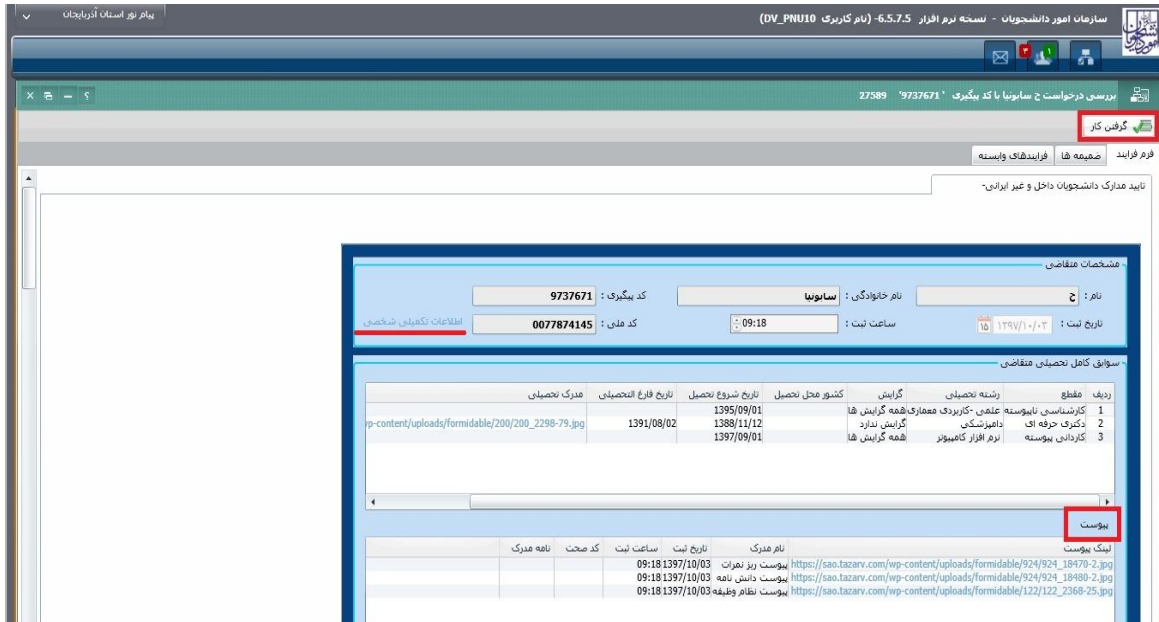 سازمان امور دانشجویان - نسخه نرم افزار 6.5.7.5- (نام کاربری DV_PNU10)
پیام نور استان آذربایجان
سازمان امور دانشجویان
۱
۳
بررسی درخواست ح سابونیا با کد پیگیری '9737671' 27589
؟
گرفتن کار
فرم فرایند ضمیمه ها فرایندهای وابسته
تایید مدارک دانشجویان داخل و غیر ایرانی-
مشخصات متقاضی
نام : ح نام خانوادگی : سابونیا کد پیگیری : 9737671
تاریخ ثبت : ۱۳۹۷/۱۰/۰۳ ۱۵ ساعت ثبت : 09:18 کد ملی : 0077874145 اطلاعات تکمیلی شخصی
سوابق کامل تحصیلی متقاضی
ردیف مقطع رشته تحصیلی گرایش کشور محل تحصیل تاریخ شروع تحصیل تاریخ فارغ التحصیلی مدرک تحصیلی
1 کارشناسی ناپیوسته علمی -کاربردی معماری همه گرایش ها 1395/09/01
2 دکتری حرفه ای دامپزشکی گرایش ندارد 1388/11/12 1391/08/02 vp-content/uploads/formidable/200/200_2298-79.jpg
3 کاردانی پیوسته نرم افزار کامپیوتر همه گرایش ها 1397/09/01
پیوست
لینک پیوست نام مدرک تاریخ ثبت ساعت ثبت کد صحت نامه مدرک
https://sao.tazarv.com/wp-content/uploads/formidable/924/924_18470-2.jpg پیوست ریز نمرات 1397/10/03 09:18
https://sao.tazarv.com/wp-content/uploads/formidable/924/924_18480-2.jpg پیوست دانش نامه 1397/10/03 09:18
https://sao.tazarv.com/wp-content/uploads/formidable/122/122_2368-25.jpg پیوست نظام وظیفه 1397/10/03 09:18